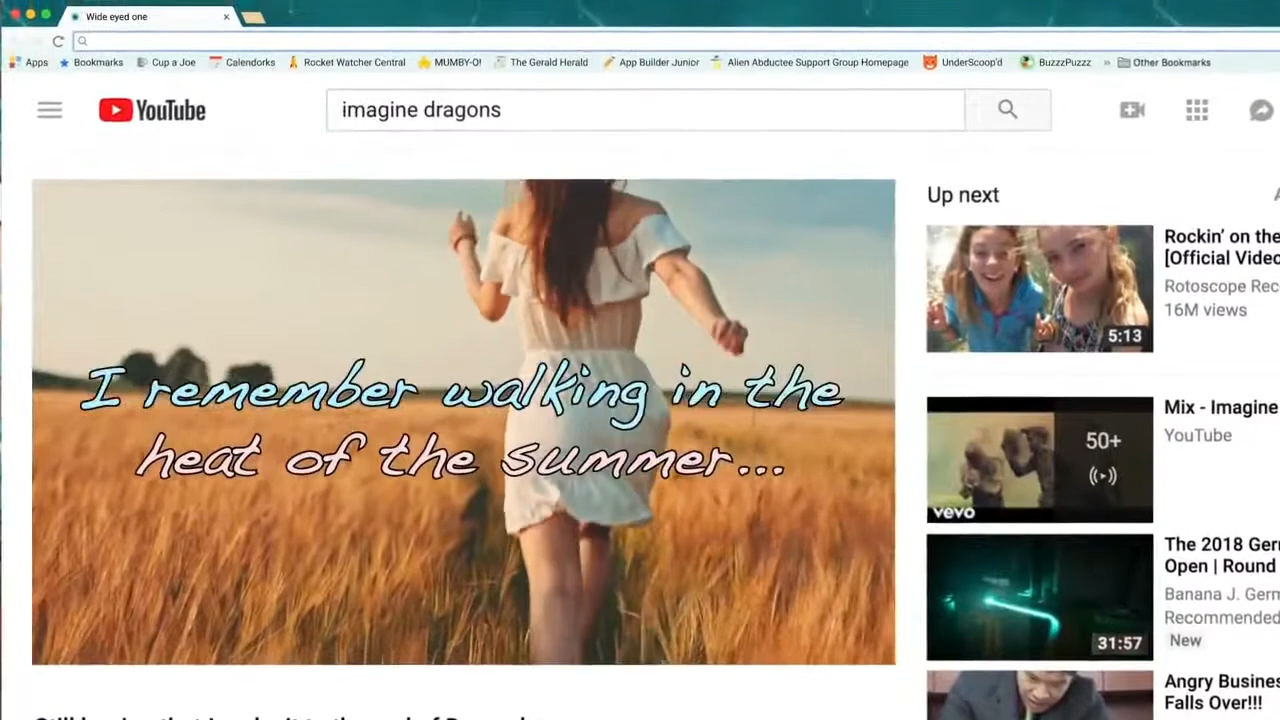 Wide eyed one
Apps Bookmarks Cup a Joe Calendorks Rocket Watcher Central MUMBY-O! The Gerald Herald App Builder Junior Alien Abductee Support Group Homepage UnderScoop'd BuzzzPuzzz » Other Bookmarks
YouTube
imagine dragons
I remember walking in the
heat of the summer...
Up next
5:13
Rockin' on the
[Official Video
Rotoscope Rec
16M views
50+
vevo
Mix - Imagine
YouTube
31:57
The 2018 Ger
Open | Round
Banana J. Germ
Recommended
New
Angry Busines
Falls Over!!!